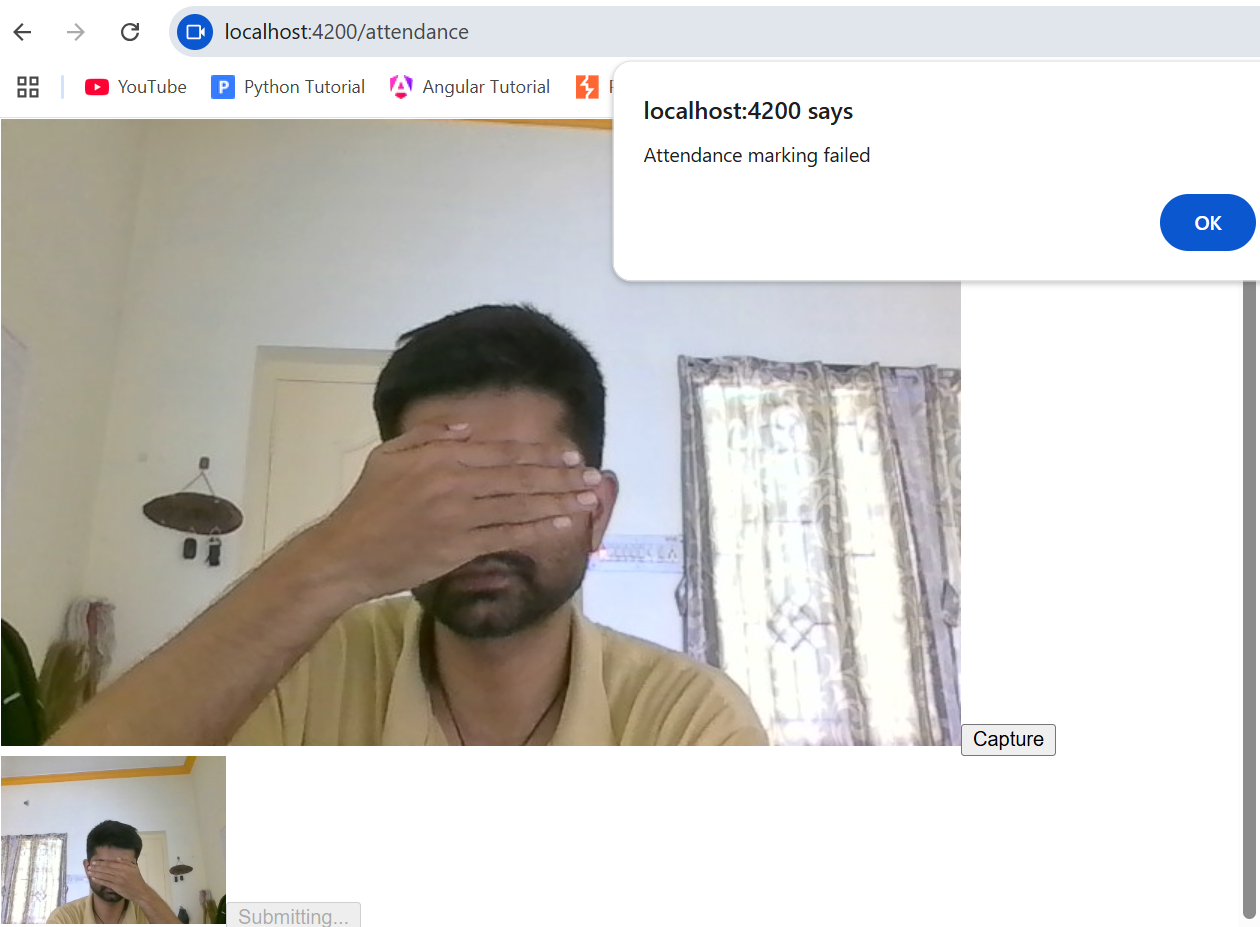 localhost:4200/attendance
YouTube
P
Python Tutorial
Angular Tutorial
localhost:4200 says
Attendance marking failed
OK
Capture
Submitting...